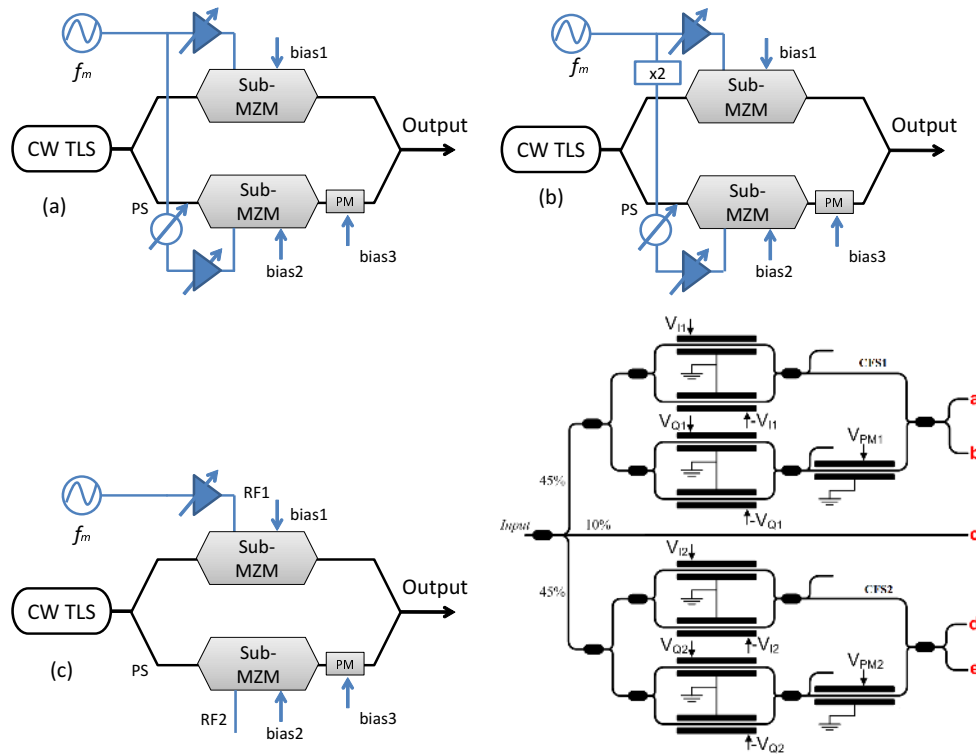 bias1
fm
Sub-
MZM
Output
CW TLS
(a)
PS
Sub-
MZM
PM
bias2
bias3
bias1
fm
x2
Sub-
MZM
Output
CW TLS
(b)
PS
Sub-
MZM
PM
bias2
bias3
RF1
bias1
fm
Sub-
MZM
Output
CW TLS
(c)
PS
Sub-
MZM
PM
RF2
bias2
bias3
VI1
CFS1
-VI1
a
VQ1
VPM1
b
45%
-VQ1
Input
10%
c
VI2
45%
CFS2
-VI2
d
VQ2
VPM2
e
-VQ2